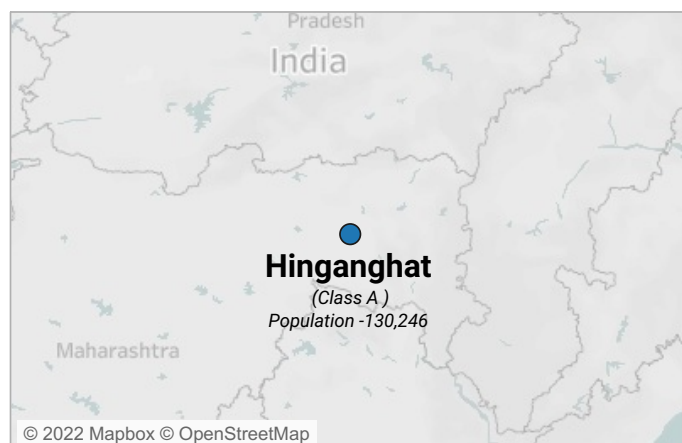 Pradesh
India
Hinganghat
(Class A )
Population -130,246
Maharashtra
© 2022 Mapbox © OpenStreetMap